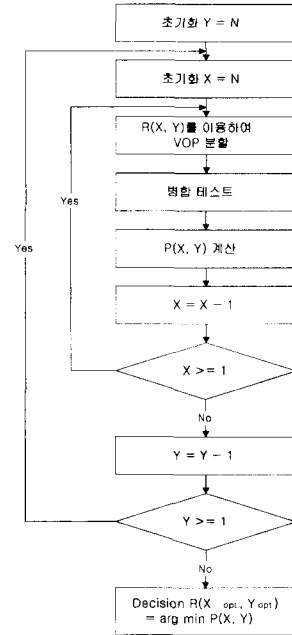 초기화 Y = N
초기화 X = N
R(X, Y)를 이용하여
VOP 분할
병합 테스트
P(X, Y) 계산
X = X - 1
X >= 1
Yes
No
Y = Y - 1
Y >= 1
Yes
No
Decision R(X opt, Y opt)
= arg min P(X, Y)